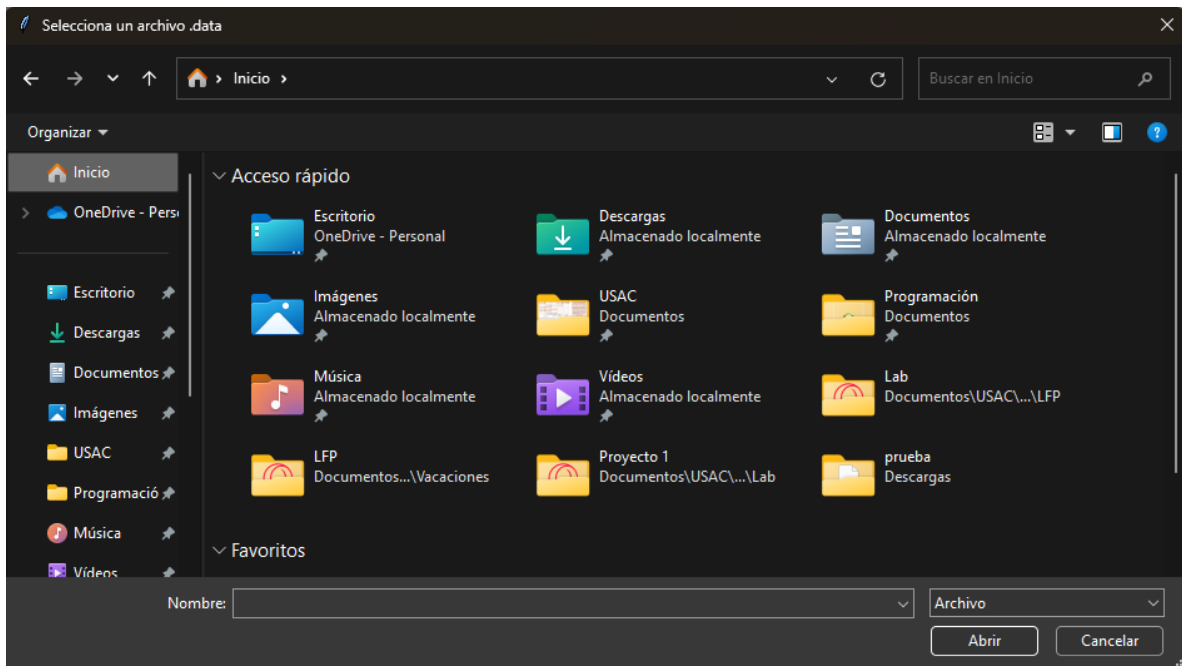 Selecciona un archivo .data
Inicio
Buscar en Inicio
Organizar
Inicio
OneDrive - Pers
Escritorio
Descargas
Documentos
Imágenes
USAC
Programació
Música
Vídeos
Acceso rápido
Escritorio
OneDrive - Personal
Descargas
Almacenado localmente
Documentos
Almacenado localmente
Imágenes
Almacenado localmente
USAC
Documentos
Programación
Documentos
Música
Almacenado localmente
Vídeos
Almacenado localmente
Lab
Documentos\USAC\...\LFP
LFP
Documentos...\Vacaciones
Proyecto 1
Documentos\USAC\...\Lab
prueba
Descargas
Favoritos
Nombre:
Archivo
Abrir
Cancelar